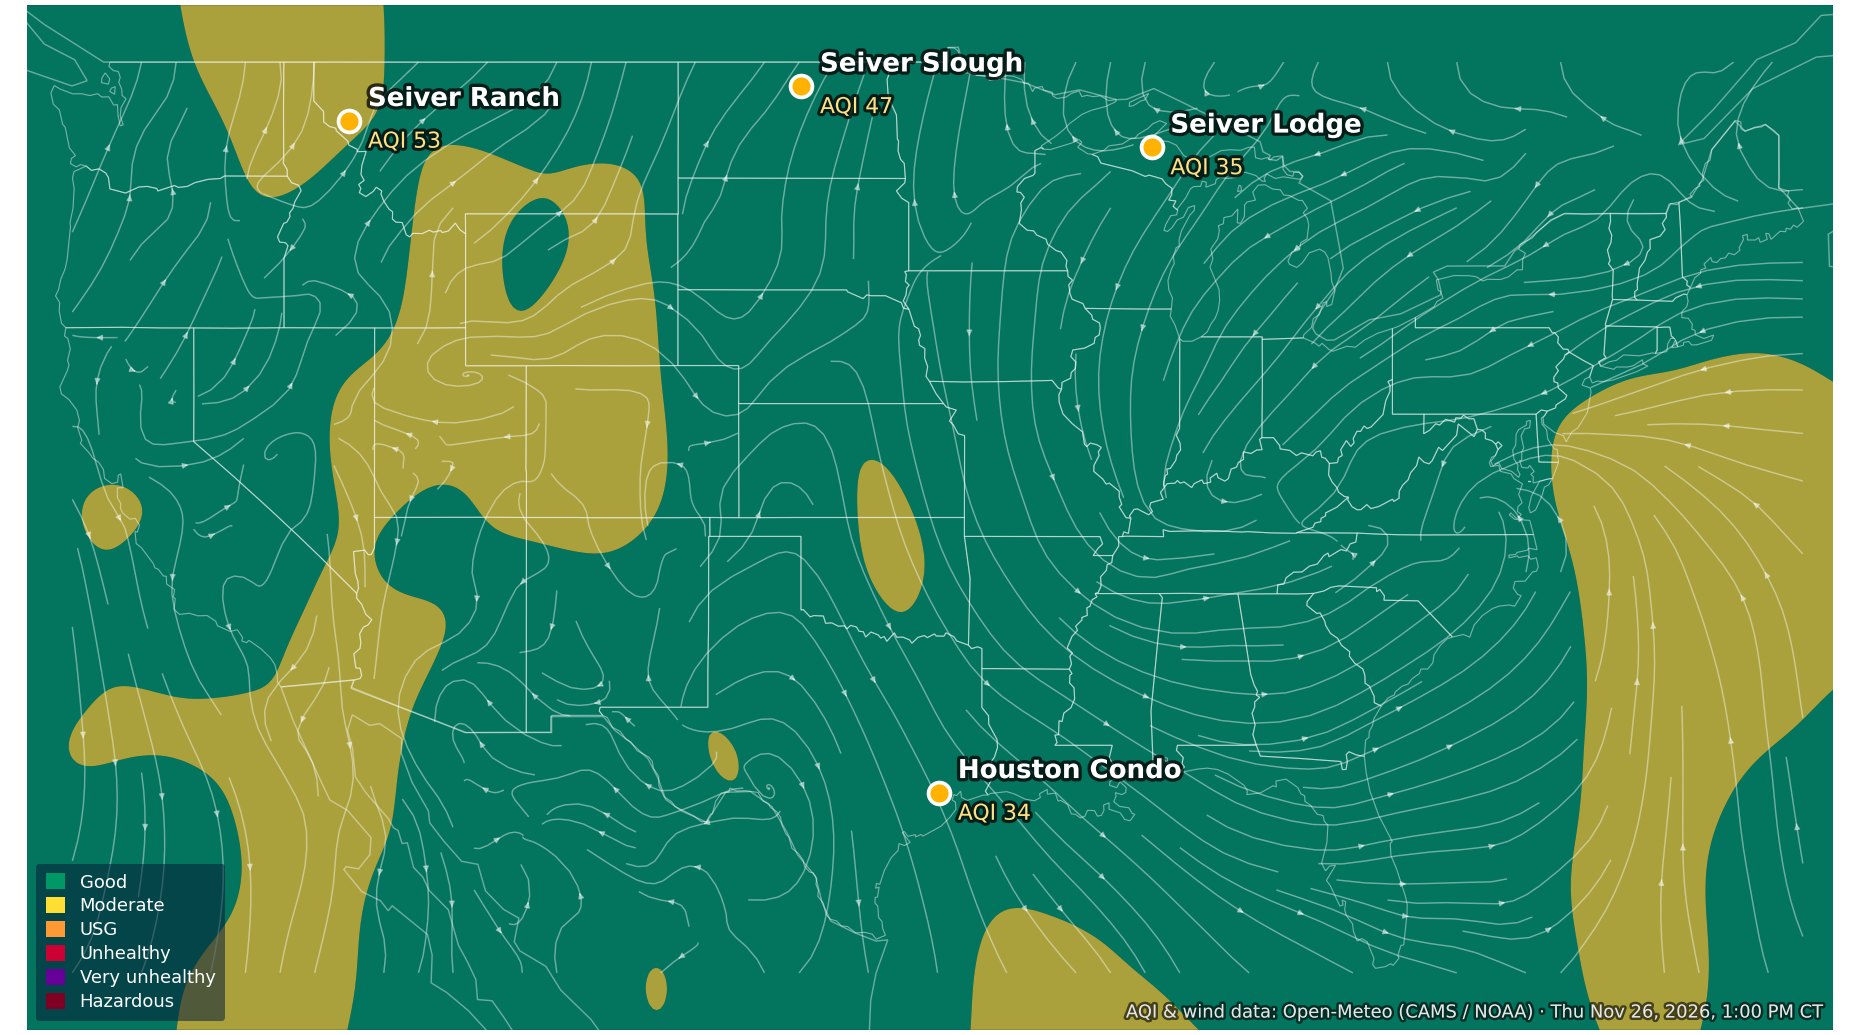 Seiver Slough
AQI 47
Seiver Ranch
AQI 53
Seiver Lodge
AQI 35
Houston Condo
AQI 34
Good
Moderate
USG
Unhealthy
Very unhealthy
Hazardous
AQI & wind data: Open-Meteo (CAMS / NOAA) · Thu Nov 26, 2026, 1:00 PM CT